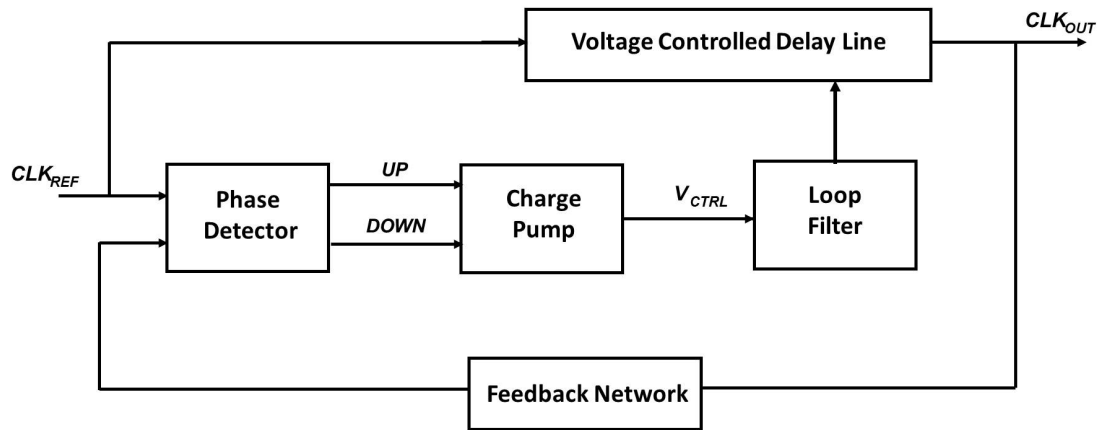 CLK_OUT
Voltage Controlled Delay Line
CLK_REF
Phase
Detector
UP
DOWN
Charge
Pump
V_CTRL
Loop
Filter
Feedback Network